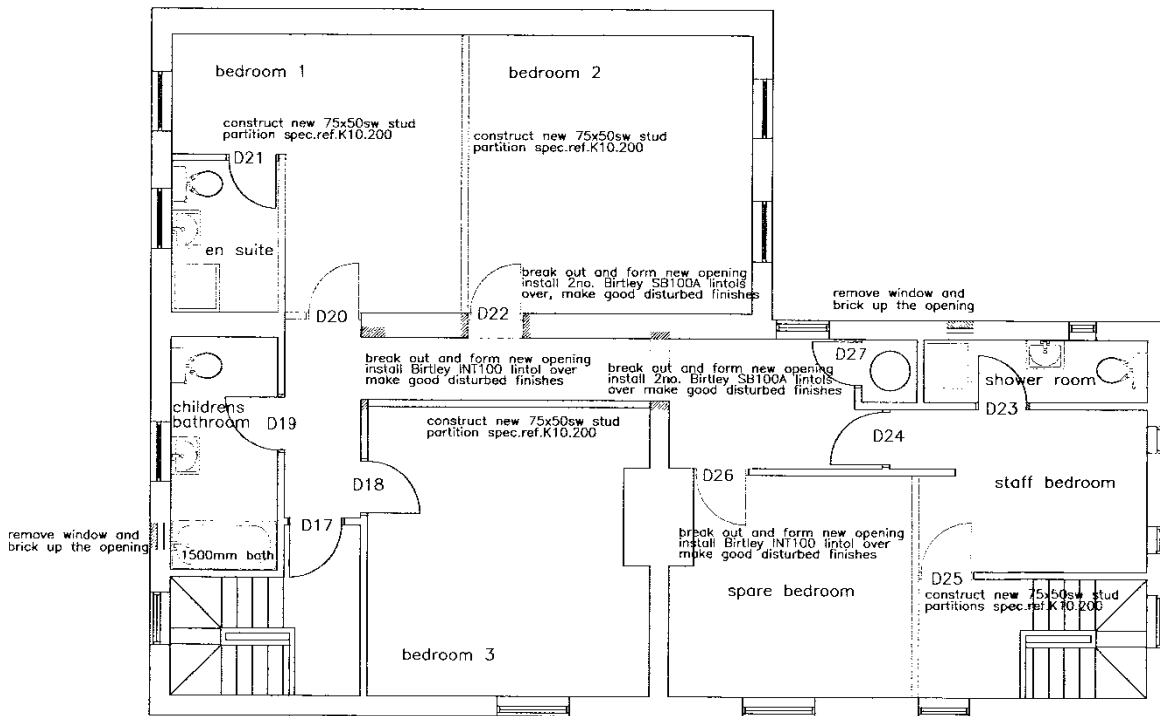 bedroom 1
bedroom 2
construct new 75x50sw stud
partition spec.ref.K10.200
construct new 75x50sw stud
partition spec.ref.K10.200
D21
en suite
break out and form new opening
install 2no. Birtley SB100A lintols
over, make good disturbed finishes
remove window and
brick up the opening
D20
D22
break out and form new opening
install Birtley INT100 lintol over
make good disturbed finishes
break out and form new opening
install 2no. Birtley SB100A lintols
over make good disturbed finishes
D27
shower room
D23
childrens
bathroom
D19
construct new 75x50sw stud
partition spec.ref.K10.200
D24
D18
D26
staff bedroom
D17
remove window and
brick up the opening
1500mm bath
break out and form new opening
install Birtley INT100 lintol over
make good disturbed finishes
D25
spare bedroom
construct new 75x50sw stud
partitions spec.ref.K10.200
bedroom 3